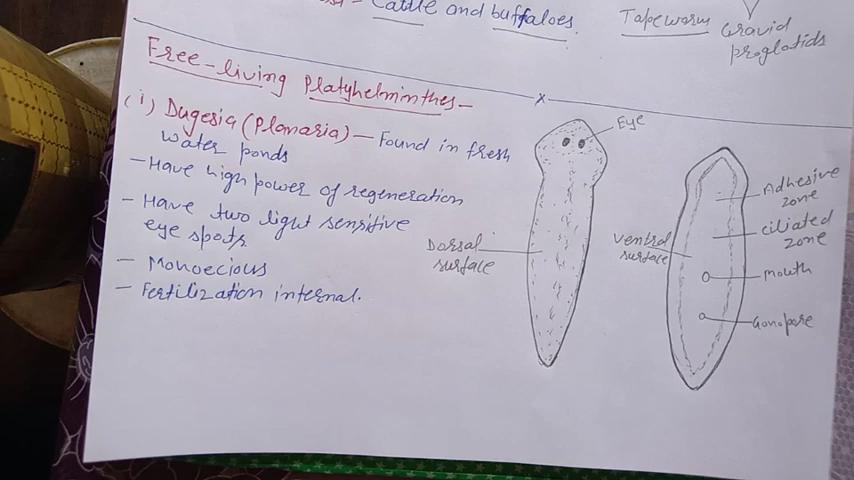 - Cattle and buffaloes.
Tapeworm
Gravid
proglotids
x
Free-living Platyhelminthes-
(i) Dugesia (Planaria) - Found in fresh
water ponds
- Have high power of regeneration
- Have two light sensitive
eye spots
- Monoecious
- Fertilization internal.
Eye
Dorsal
surface
Ventral
surface
Adhesive
zone
ciliated
zone
mouth
Gonopore